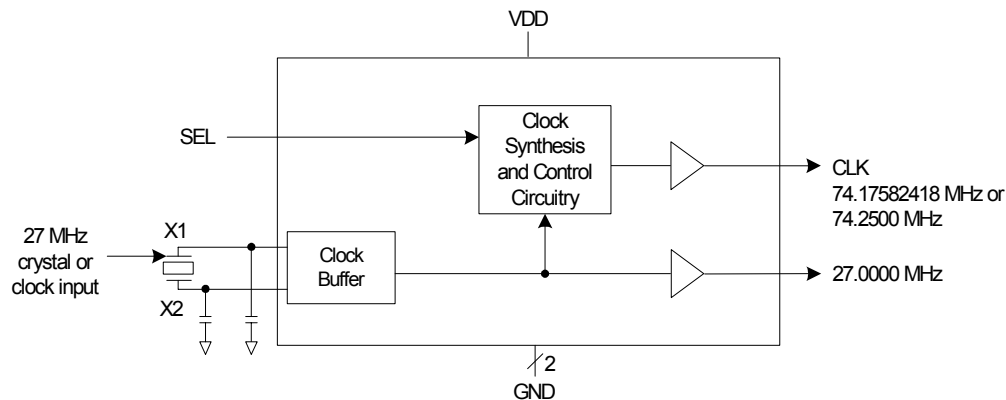 VDD
SEL
Clock
Synthesis
and Control
Circuitry
CLK
74.17582418 MHz or
74.2500 MHz
27 MHz
crystal or
clock input
X1
X2
Clock
Buffer
27.0000 MHz
2
GND